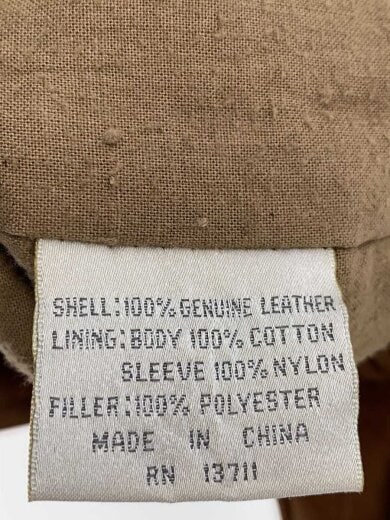 SHELL:100% GENUINE LEATHER
LINING:BODY 100% COTTON
SLEEVE 100% NYLON
FILLER:100% POLYESTER
MADE IN CHINA
RN 13711